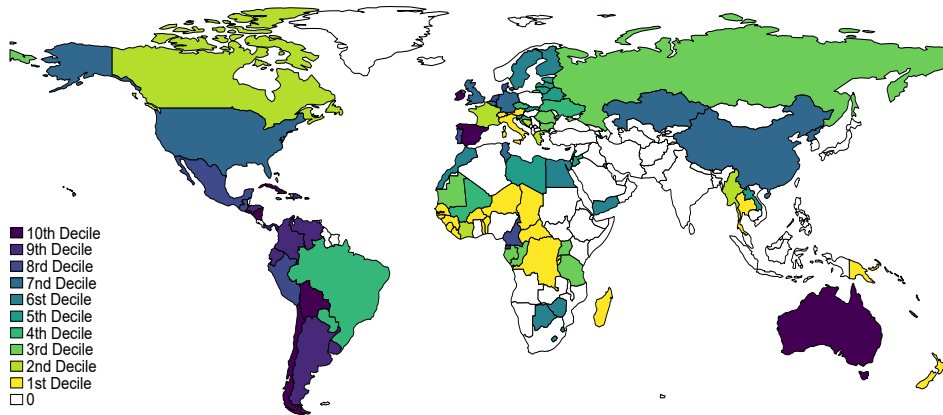 10th Decile
9th Decile
8rd Decile
7nd Decile
6st Decile
5th Decile
4th Decile
3rd Decile
2nd Decile
1st Decile
0